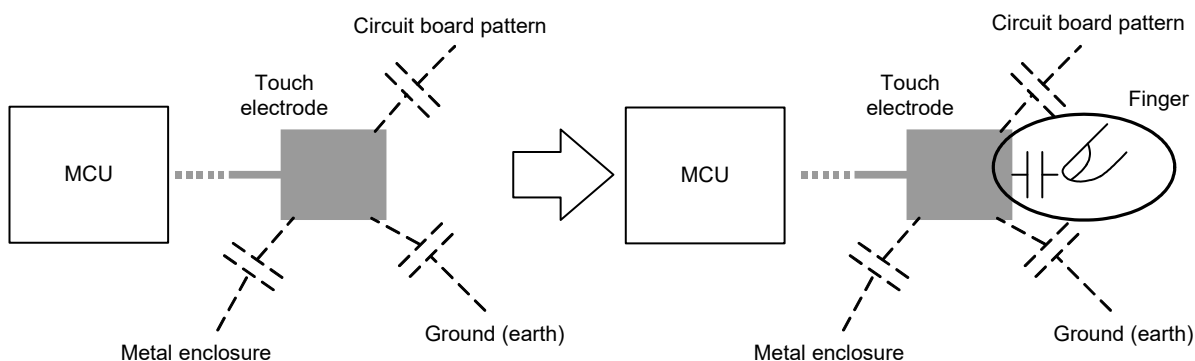 Circuit board pattern
Touch
electrode
MCU
Metal enclosure
Ground (earth)
Circuit board pattern
Touch
electrode
Finger
MCU
Metal enclosure
Ground (earth)